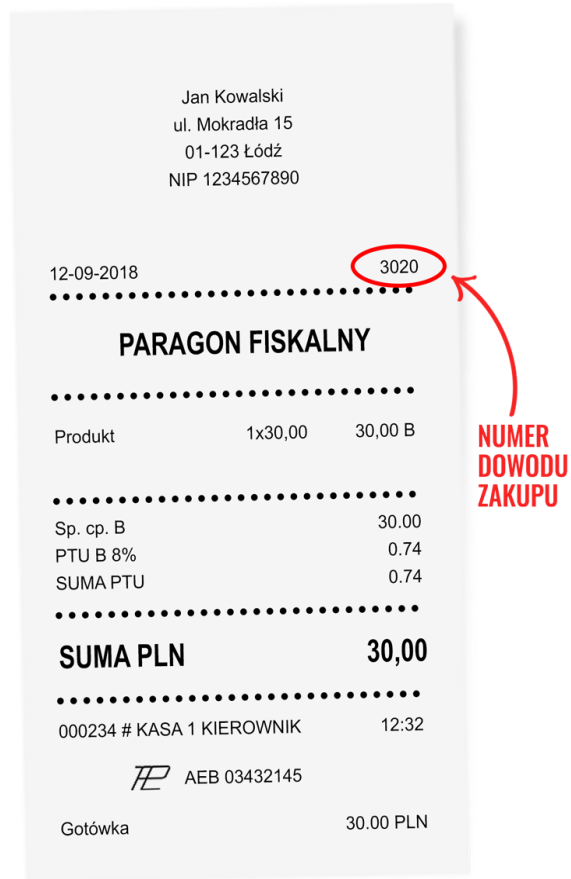 Jan Kowalski
ul. Mokradła 15
01-123 Łódź
NIP 1234567890
12-09-2018 3020
PARAGON FISKALNY
Produkt 1x30,00 30,00 B
NUMER
DOWODU
ZAKUPU
Sp. cp. B 30.00
PTU B 8% 0.74
SUMA PTU 0.74
SUMA PLN 30,00
000234 # KASA 1 KIEROWNIK 12:32
AEB 03432145
Gotówka 30.00 PLN